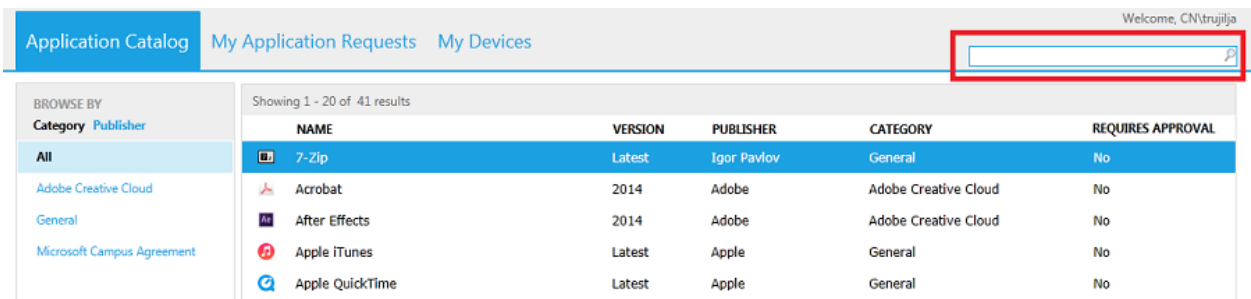 Welcome, CN\trujilja
Application Catalog My Application Requests My Devices
BROWSE BY
Category Publisher
All
Adobe Creative Cloud
General
Microsoft Campus Agreement
Showing 1 - 20 of 41 results
NAME VERSION PUBLISHER CATEGORY REQUIRES APPROVAL
7-Zip Latest Igor Pavlov General No
Acrobat 2014 Adobe Adobe Creative Cloud No
Ae After Effects 2014 Adobe Adobe Creative Cloud No
Apple iTunes Latest Apple General No
Apple QuickTime Latest Apple General No